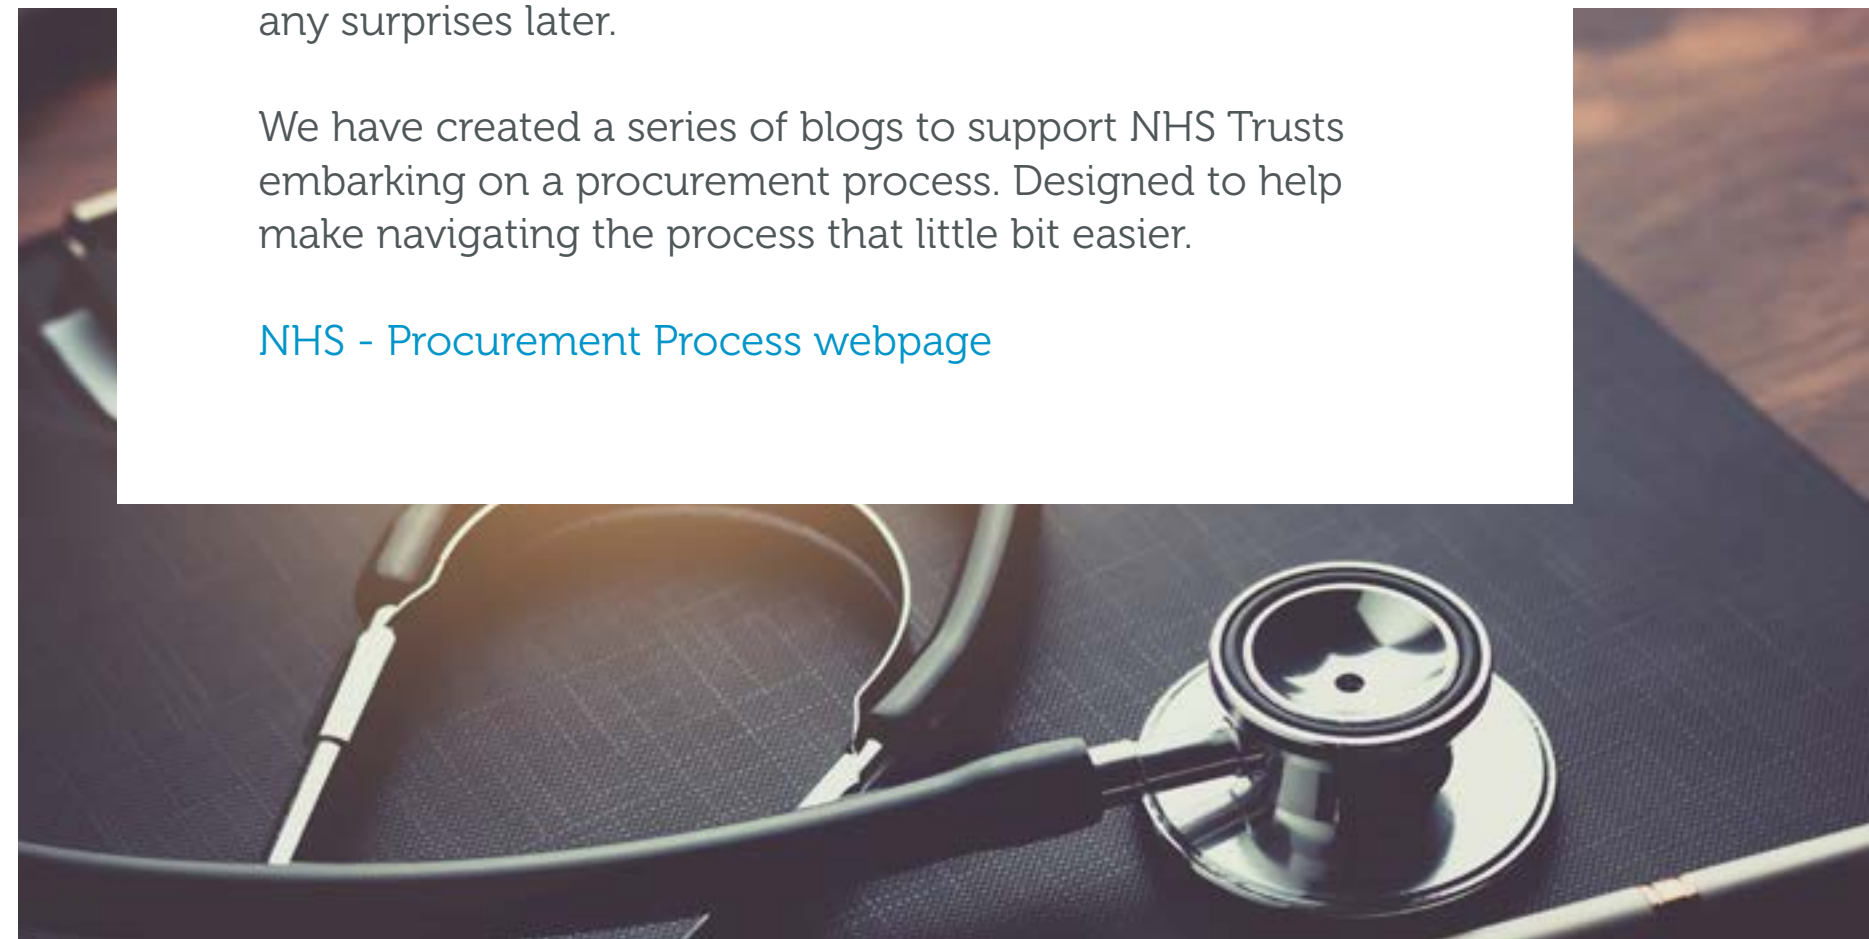 any surprises later.
We have created a series of blogs to support NHS Trusts
embarking on a procurement process. Designed to help
make navigating the process that little bit easier.
NHS - Procurement Process webpage